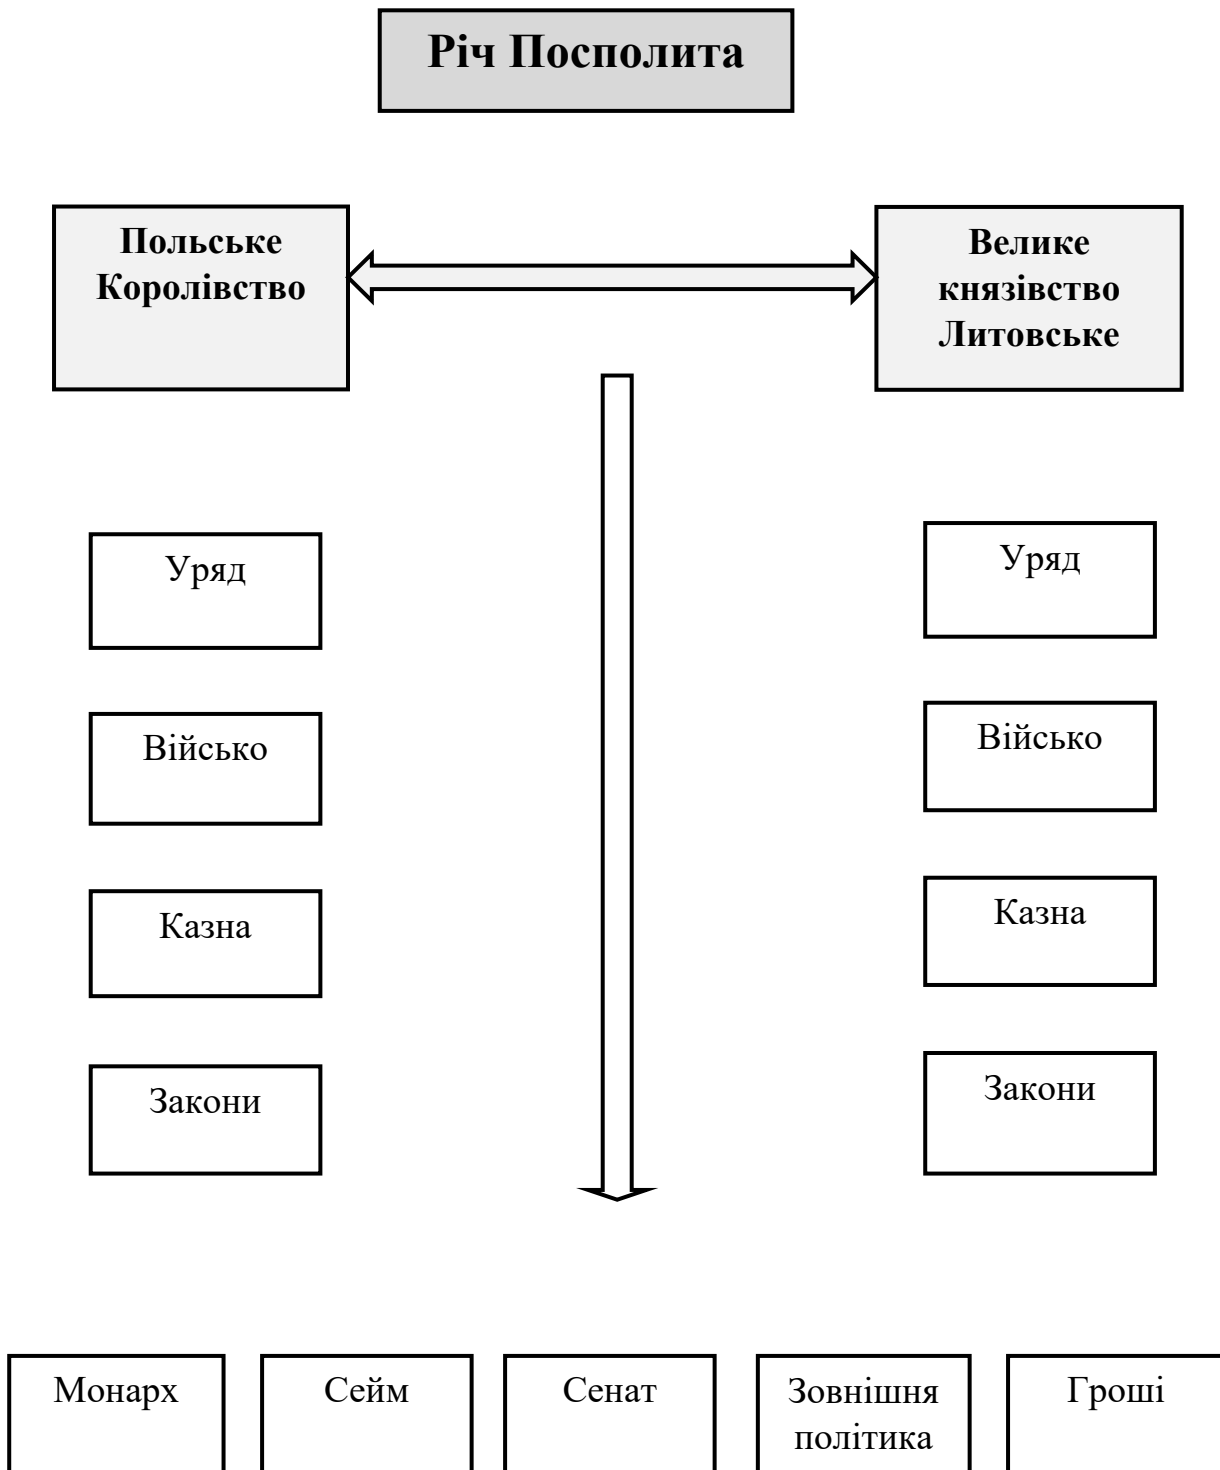 Річ Посполита
Польське
Королівство
Велике
князівство
Литовське
Уряд
Уряд
Військо
Військо
Казна
Казна
Закони
Закони
Монарх
Сейм
Сенат
Зовнішня
політика
Гроші